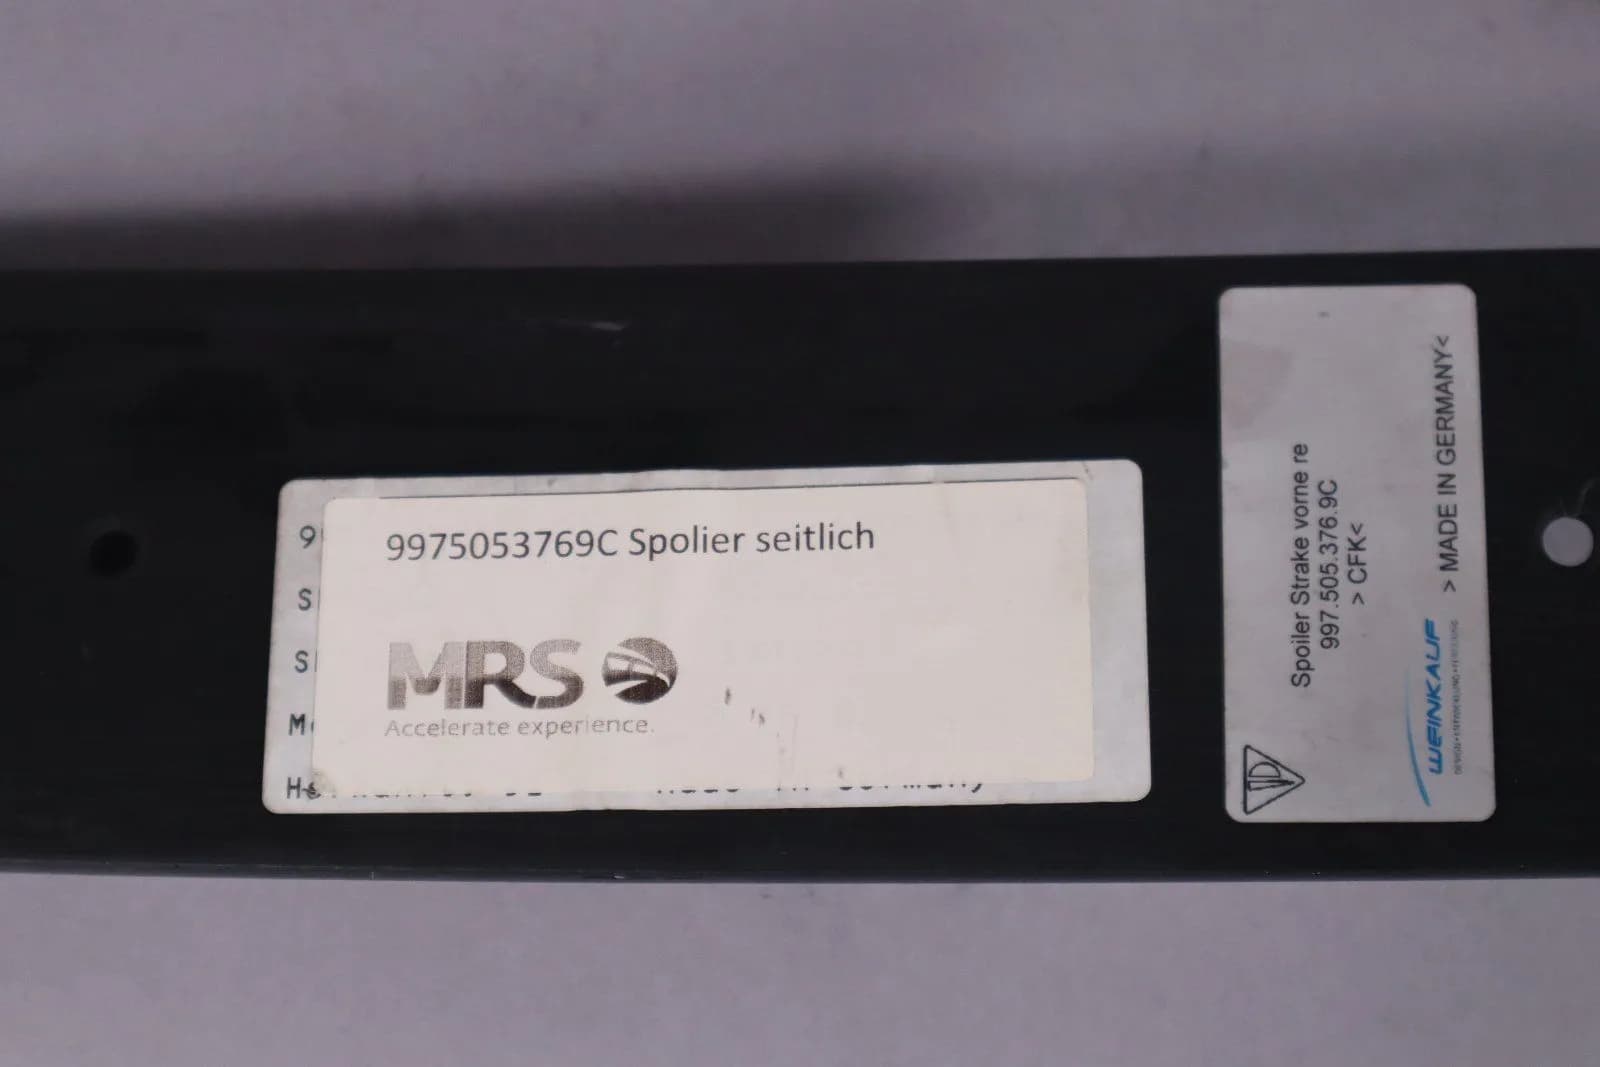 9975053769C Spolier seitlich
MRS
Accelerate experience.
Spoiler Strake vorne re
997.505.376.9C
> CFK<
> MADE IN GERMANY<
WEINKAUF